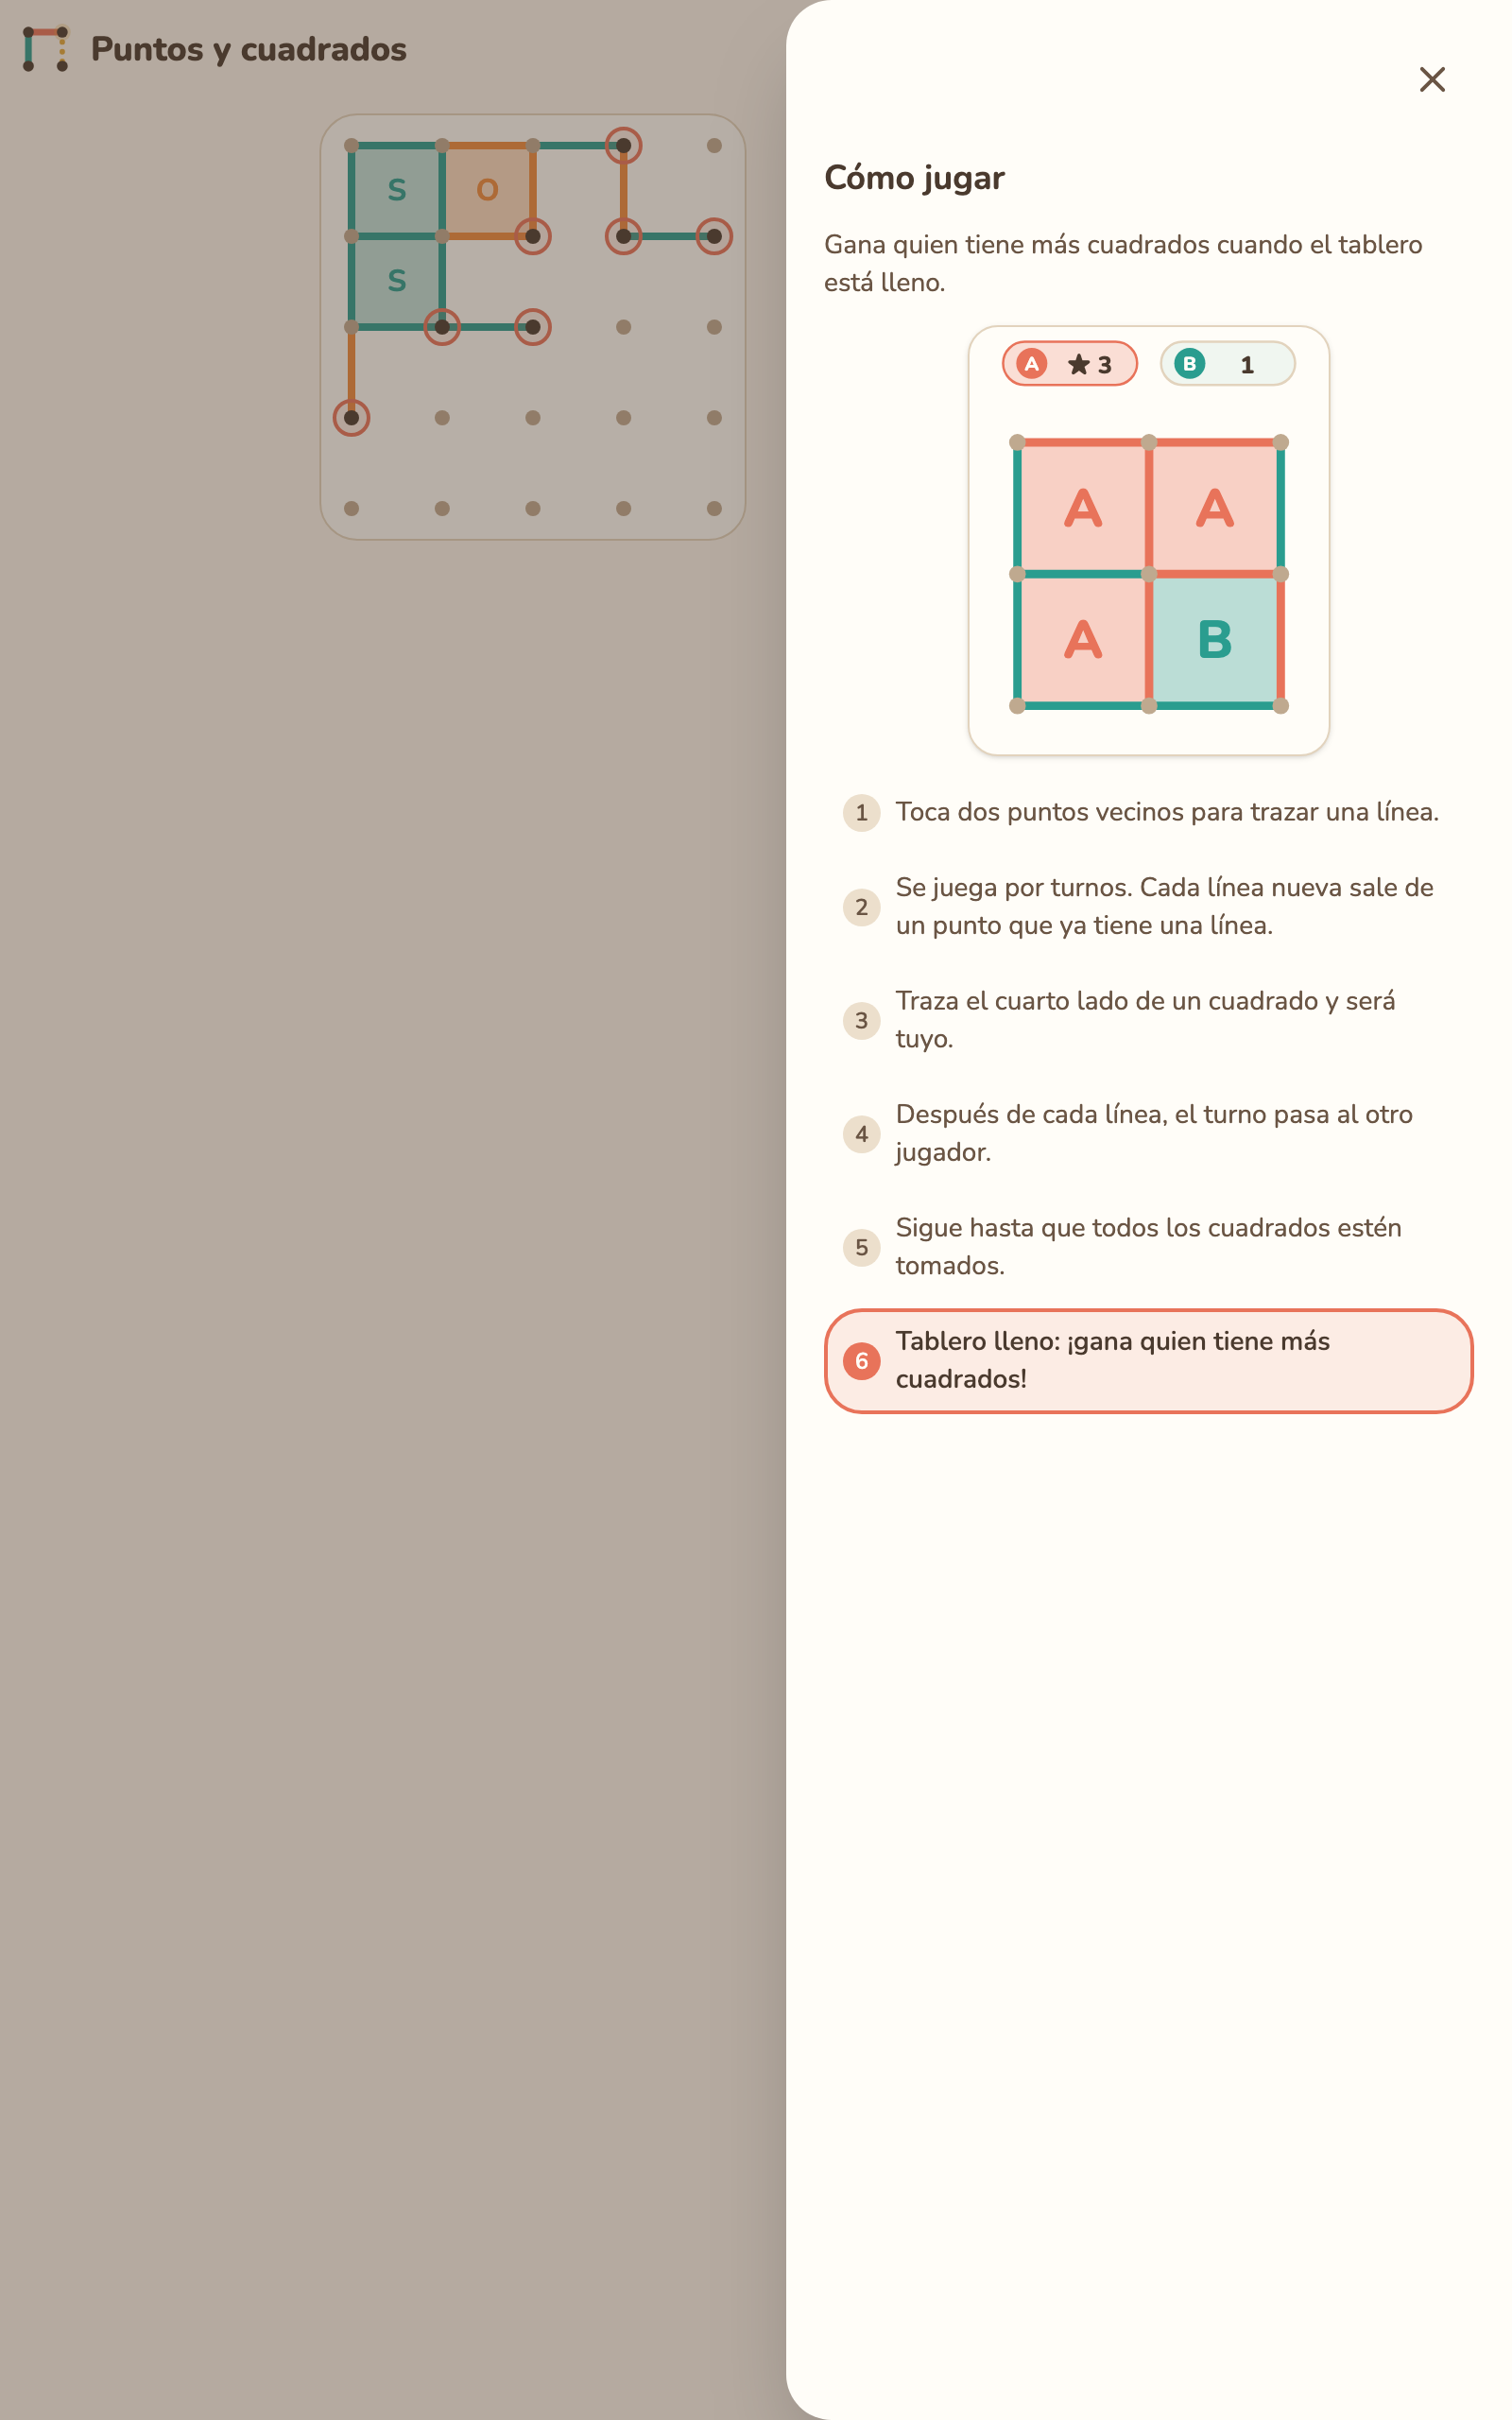 Puntos y cuadrados
S O
S
Cómo jugar
Gana quien tiene más cuadrados cuando el tablero
está lleno.
A ★ 3 B 1
A A
A B
1 Toca dos puntos vecinos para trazar una línea.
2 Se juega por turnos. Cada línea nueva sale de
un punto que ya tiene una línea.
3 Traza el cuarto lado de un cuadrado y será
tuyo.
4 Después de cada línea, el turno pasa al otro
jugador.
5 Sigue hasta que todos los cuadrados estén
tomados.
6 Tablero lleno: ¡gana quien tiene más
cuadrados!